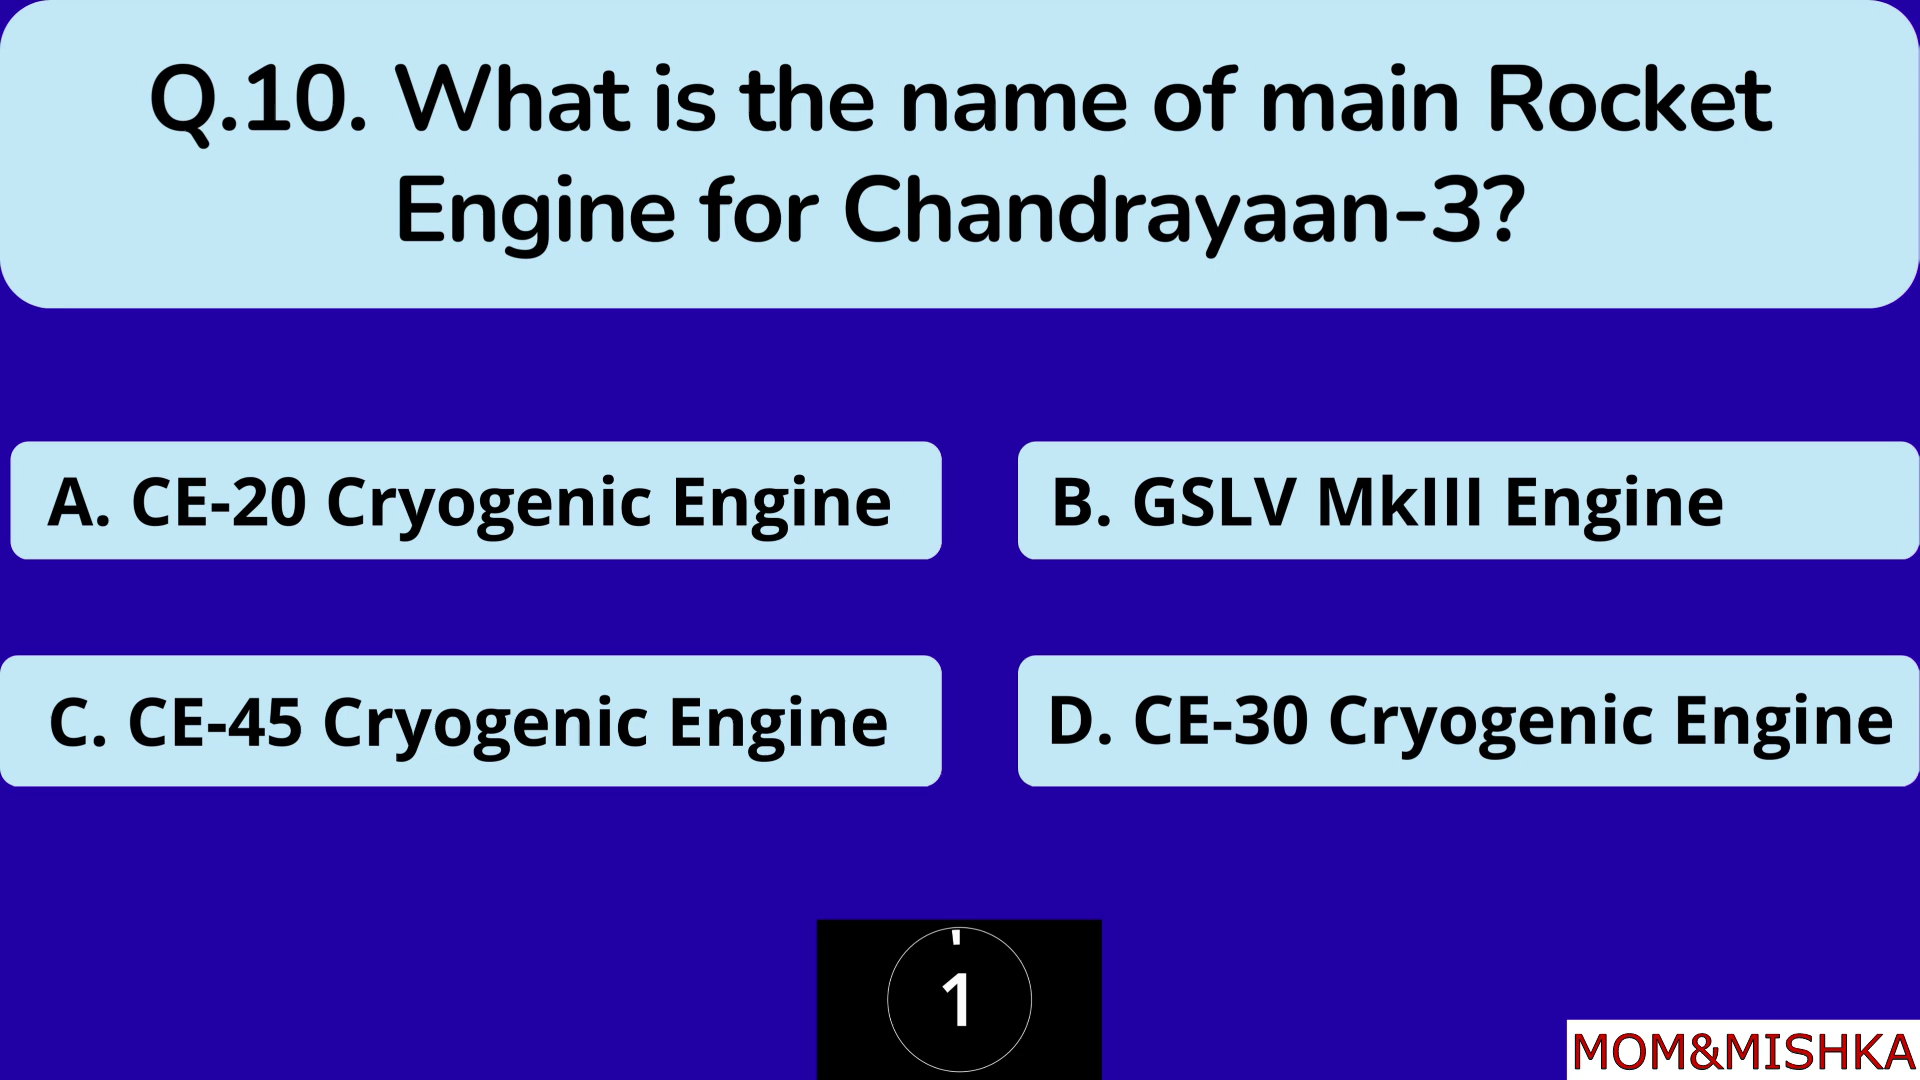 Q.10. What is the name of main Rocket
Engine for Chandrayaan-3?
A. CE-20 Cryogenic Engine
B. GSLV MkIII Engine
C. CE-45 Cryogenic Engine
D. CE-30 Cryogenic Engine
1
MOM&MISHKA